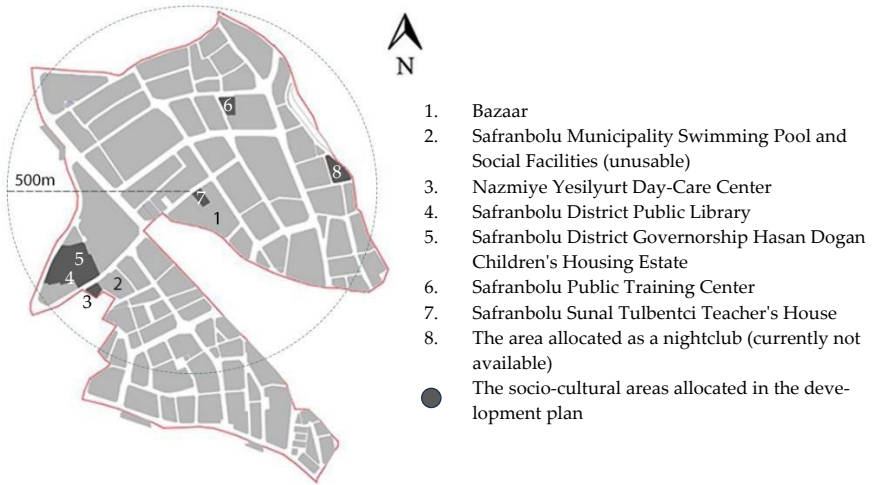 N
6
8
500m
7
1
5
4
2
3
1. Bazaar
2. Safranbolu Municipality Swimming Pool and
Social Facilities (unusable)
3. Nazmiye Yesilyurt Day-Care Center
4. Safranbolu District Public Library
5. Safranbolu District Governorship Hasan Dogan
Children's Housing Estate
6. Safranbolu Public Training Center
7. Safranbolu Sunal Tulbentci Teacher's House
8. The area allocated as a nightclub (currently not
available)
The socio-cultural areas allocated in the deve-
lopment plan